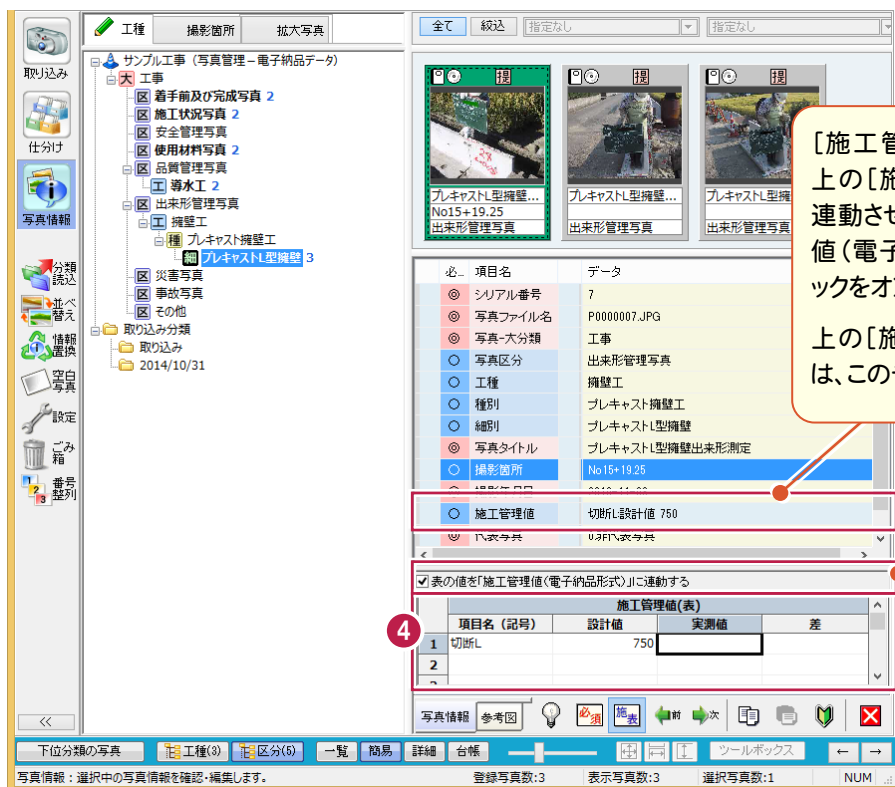 工種
撮影箇所
拡大写真
全て
絞込
指定なし
指定なし
取り込み
仕分け
写真情報
分類読込
並べ替え
情報置換
空白写真
設定
ごみ箱
番号整列
<<
サンプル工事（写真管理－電子納品データ）
大 工事
区 着手前及び完成写真 2
区 施工状況写真 2
区 安全管理写真
区 使用材料写真 2
区 品質管理写真
工 導水工 2
区 出来形管理写真
工 擁壁工
種 プレキャスト擁壁工
細 プレキャストL型擁壁 3
区 災害写真
区 事故写真
区 その他
取り込み分類
取り込み
2014/10/31
提
プレキャストL型擁壁...
No15+19.25
出来形管理写真
提
プレキャストL型擁壁...
出来形管理写真
提
プレキャストL型擁
出来形管理写真
[施工管
上の[施
連動させ
値(電子
ックをオ
上の[施
は、この
必... 項目名 データ
◎ シリアル番号 7
◎ 写真ファイル名 P0000007.JPG
◎ 写真-大分類 工事
○ 写真区分 出来形管理写真
○ 工種 擁壁工
○ 種別 プレキャスト擁壁工
○ 細別 プレキャストL型擁壁
◎ 写真タイトル プレキャストL型擁壁出来形測定
○ 撮影箇所 No15+19.25
○ 施工管理値 切断L設計値 750
◎ 代表写真 0.非代表写真
表の値を「施工管理値(電子納品形式)」に連動する
4
施工管理値(表)
項目名（記号） 設計値 実測値 差
1 切断L 750
2
写真情報
参考図
必須
施表
前
次
下位分類の写真
工種(3)
区分(5)
一覧
簡易
詳細
台帳
ツールボックス
←
→
写真情報：選択中の写真情報を確認・編集します。
登録写真数:3
表示写真数:3
選択写真数:1
NUM